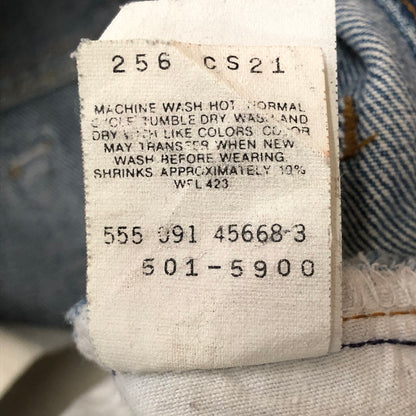 256 CS21
MACHINE WASH HOT, NORMAL
CYCLE TUMBLE DRY. WASH AND
DRY WITH LIKE COLORS. COLOR
MAY TRANSFER WHEN NEW
WASH BEFORE WEARING.
SHRINKS APPROXIMATELY 10%
WPL 423
555 091 45668-3
501-5900